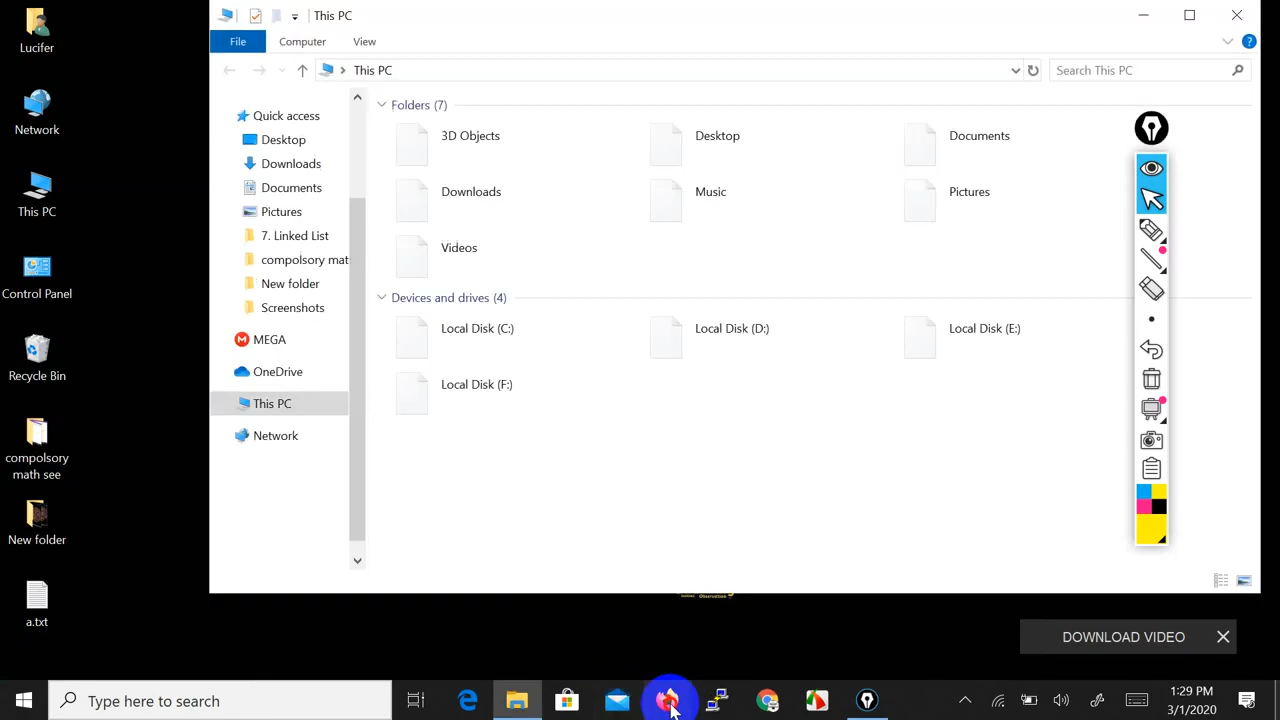 This PC
File
Computer
View
This PC
Search This PC
Lucifer
Network
This PC
Control Panel
Recycle Bin
compolsory
math see
New folder
a.txt
Quick access
Desktop
Downloads
Documents
Pictures
7. Linked List
compolsory mat
New folder
Screenshots
MEGA
OneDrive
This PC
Network
Folders (7)
3D Objects
Desktop
Documents
Downloads
Music
Pictures
Videos
Devices and drives (4)
Local Disk (C:)
Local Disk (D:)
Local Disk (E:)
Local Disk (F:)
Observation
DOWNLOAD VIDEO
Type here to search
1:29 PM
3/1/2020